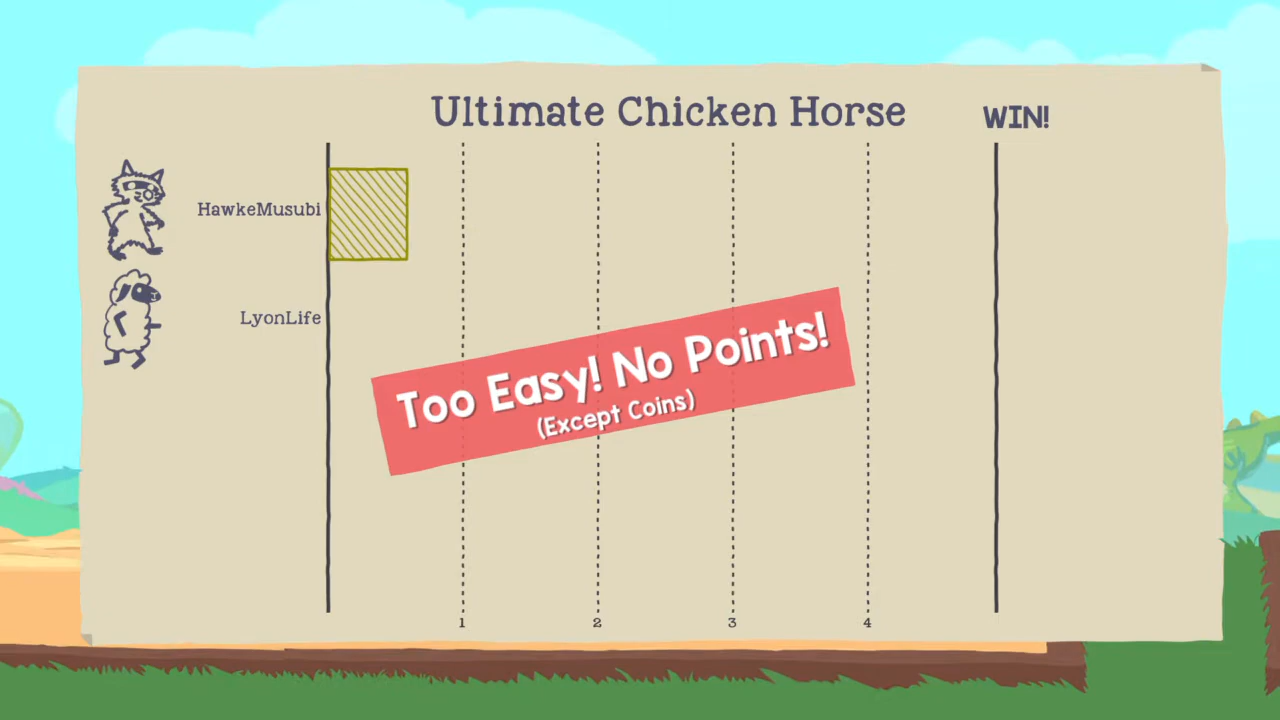 Ultimate Chicken Horse
WIN!
HawkeMusubi
LyonLife
Too Easy! No Points!
(Except Coins)
1 2 3 4